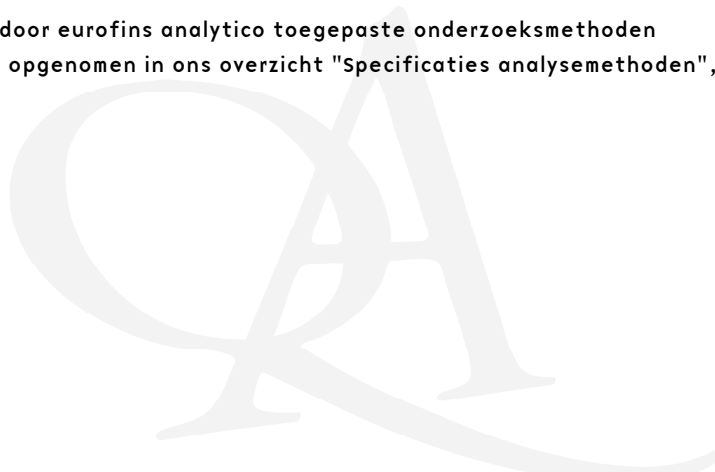 door eurofins analytico toegepaste onderzoeksmethoden
opgenomen in ons overzicht "Specificaties analysemethoden",